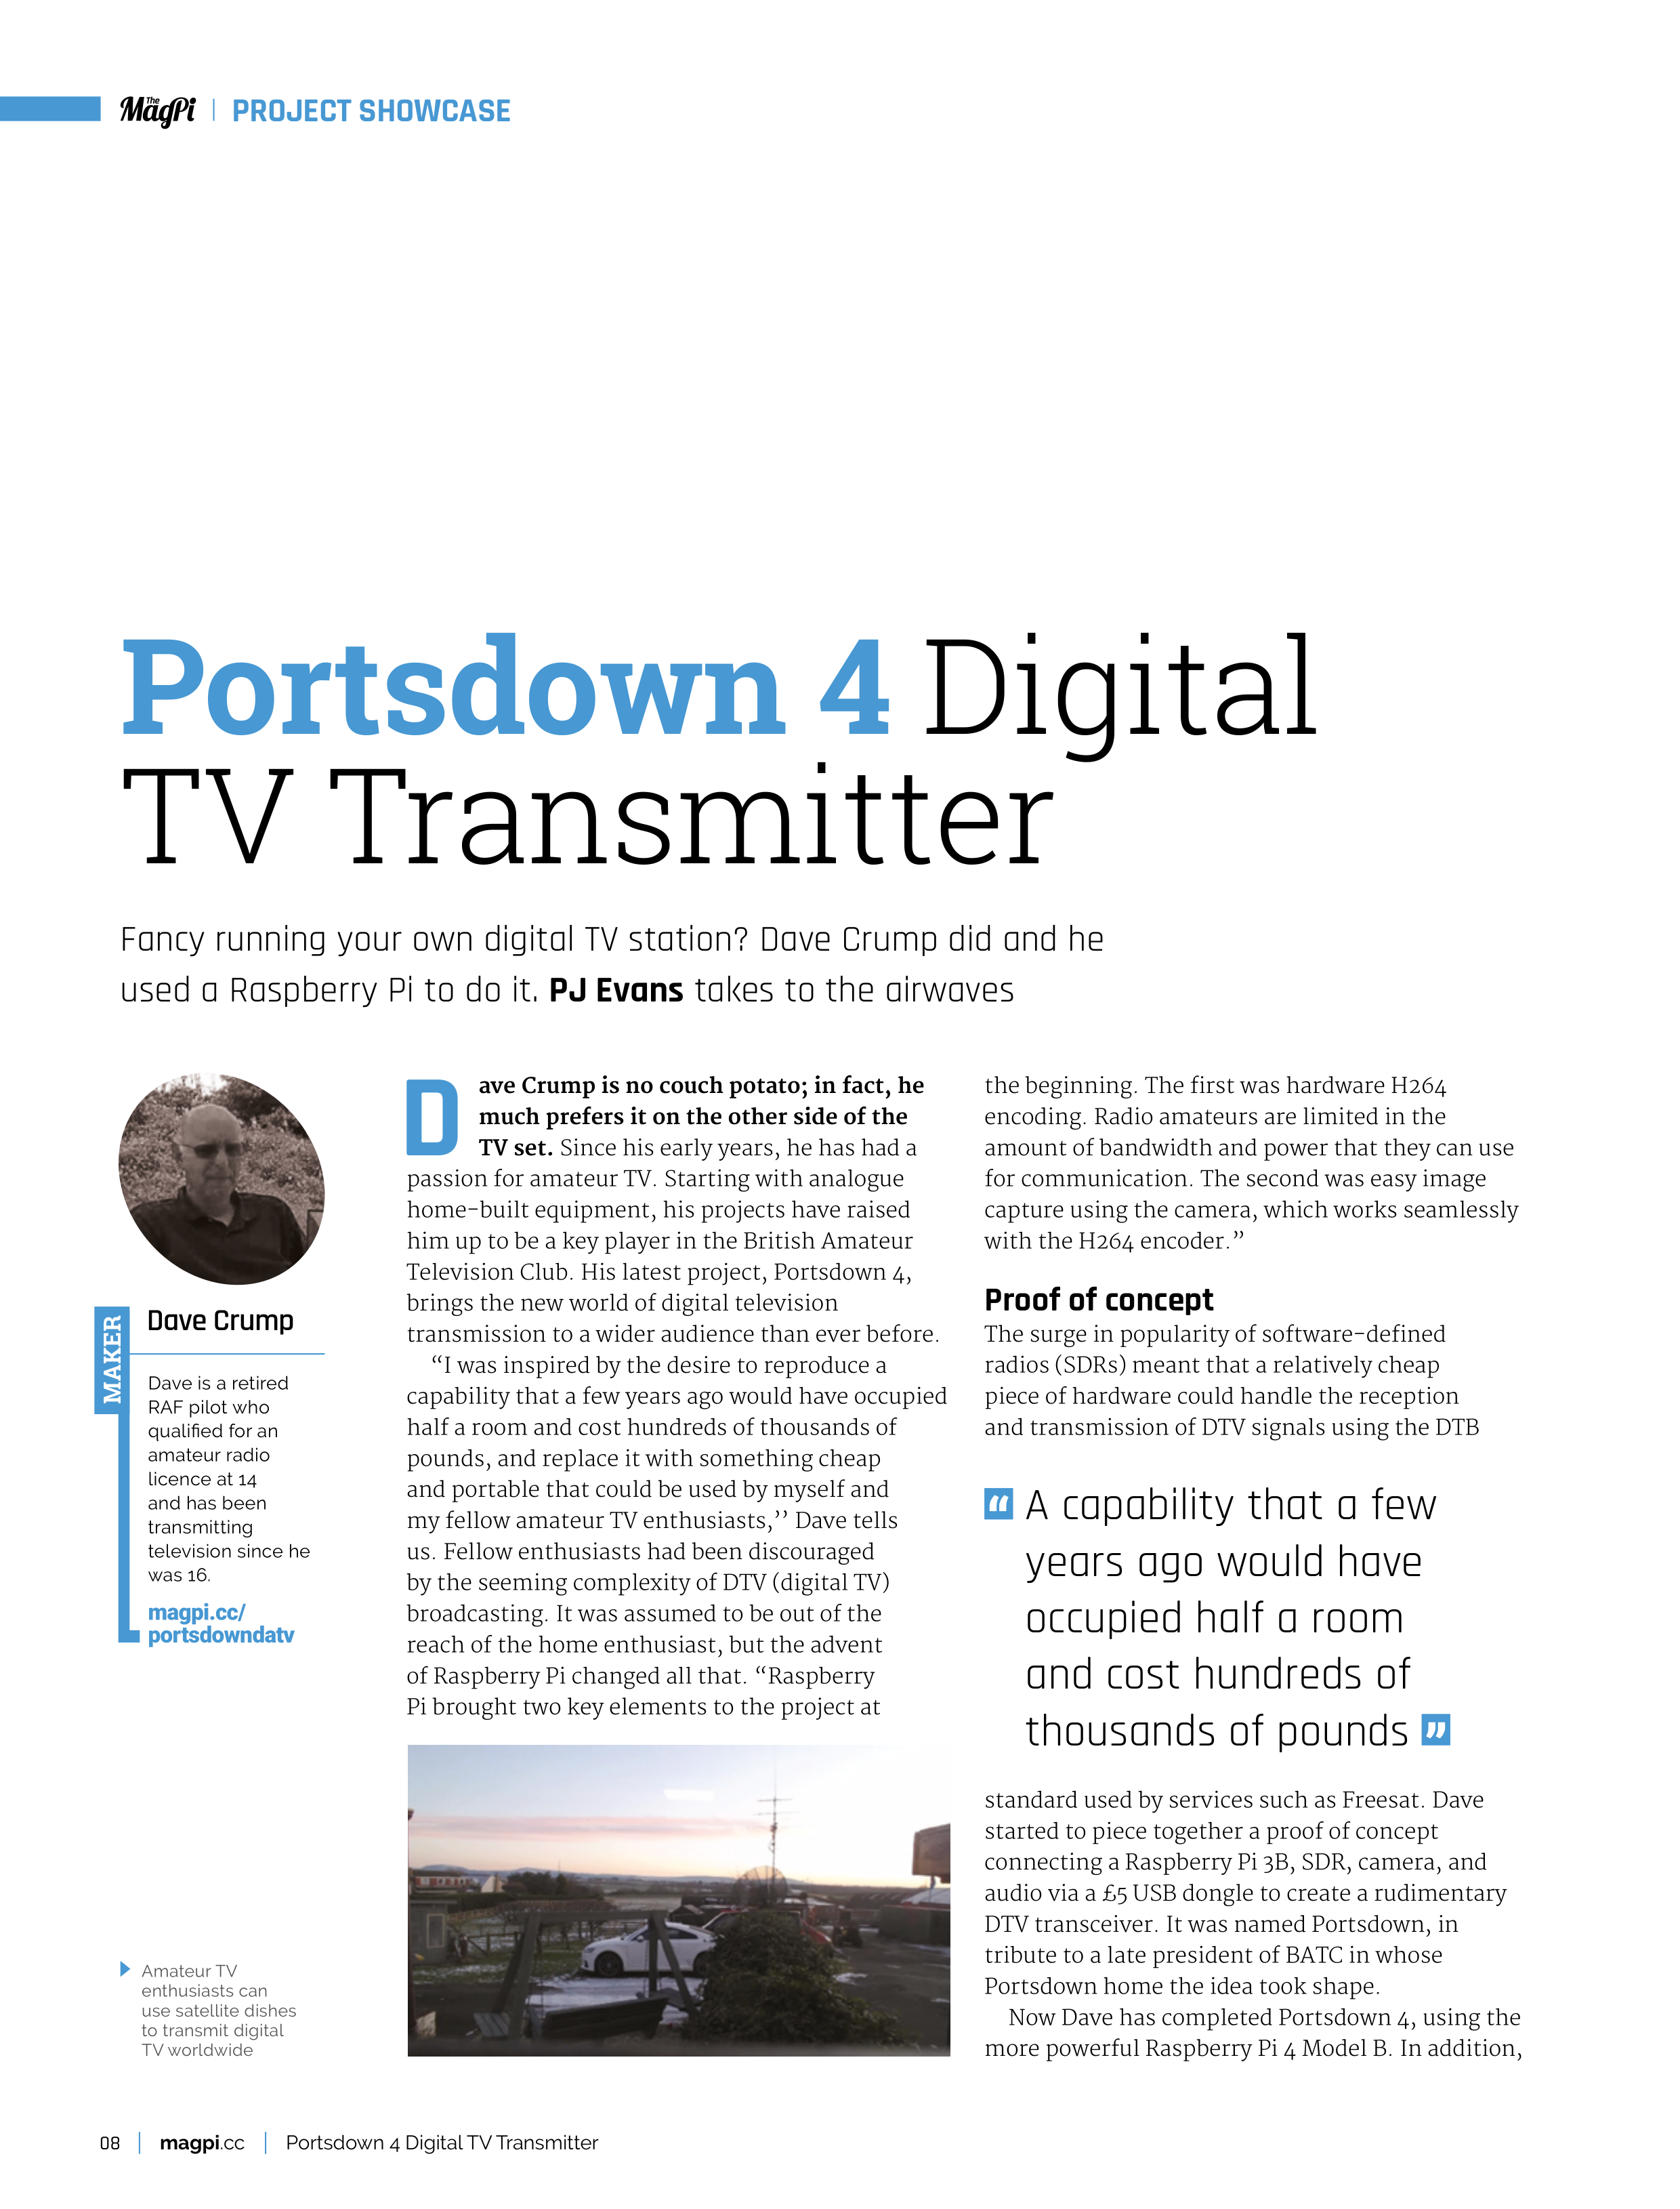 The MagPi | PROJECT SHOWCASE
Portsdown 4 Digital
TV Transmitter
Fancy running your own digital TV station? Dave Crump did and he
used a Raspberry Pi to do it. PJ Evans takes to the airwaves
MAKER
Dave Crump
Dave is a retired
RAF pilot who
qualified for an
amateur radio
licence at 14
and has been
transmitting
television since he
was 16.
magpi.cc/
portsdowndatv
Dave Crump is no couch potato; in fact, he
much prefers it on the other side of the
TV set. Since his early years, he has had a
passion for amateur TV. Starting with analogue
home-built equipment, his projects have raised
him up to be a key player in the British Amateur
Television Club. His latest project, Portsdown 4,
brings the new world of digital television
transmission to a wider audience than ever before.
“I was inspired by the desire to reproduce a
capability that a few years ago would have occupied
half a room and cost hundreds of thousands of
pounds, and replace it with something cheap
and portable that could be used by myself and
my fellow amateur TV enthusiasts,’’ Dave tells
us. Fellow enthusiasts had been discouraged
by the seeming complexity of DTV (digital TV)
broadcasting. It was assumed to be out of the
reach of the home enthusiast, but the advent
of Raspberry Pi changed all that. “Raspberry
Pi brought two key elements to the project at
the beginning. The first was hardware H264
encoding. Radio amateurs are limited in the
amount of bandwidth and power that they can use
for communication. The second was easy image
capture using the camera, which works seamlessly
with the H264 encoder.”
Proof of concept
The surge in popularity of software-defined
radios (SDRs) meant that a relatively cheap
piece of hardware could handle the reception
and transmission of DTV signals using the DTB
“ A capability that a few
years ago would have
occupied half a room
and cost hundreds of
thousands of pounds ”
standard used by services such as Freesat. Dave
started to piece together a proof of concept
connecting a Raspberry Pi 3B, SDR, camera, and
audio via a £5 USB dongle to create a rudimentary
DTV transceiver. It was named Portsdown, in
tribute to a late president of BATC in whose
Portsdown home the idea took shape.
Now Dave has completed Portsdown 4, using the
more powerful Raspberry Pi 4 Model B. In addition,
Amateur TV
enthusiasts can
use satellite dishes
to transmit digital
TV worldwide
08 | magpi.cc | Portsdown 4 Digital TV Transmitter